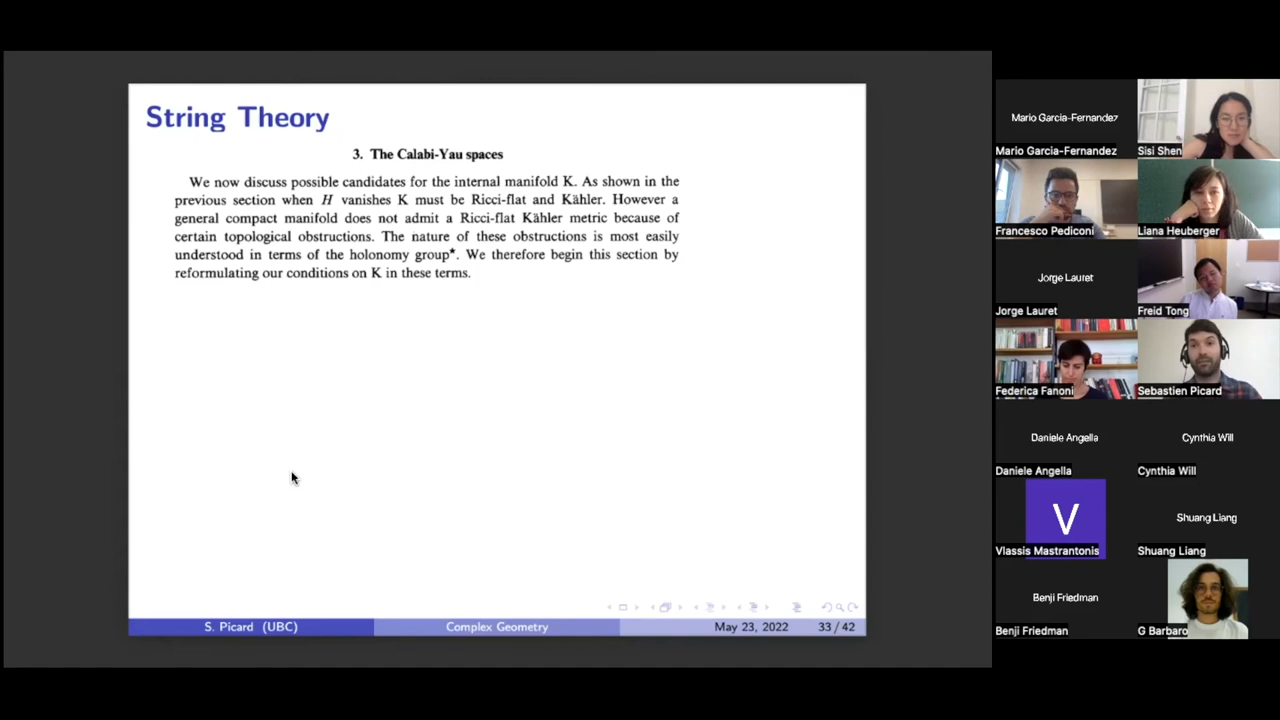 String Theory
3. The Calabi-Yau spaces
We now discuss possible candidates for the internal manifold K. As shown in the
previous section when H vanishes K must be Ricci-flat and Kähler. However a
general compact manifold does not admit a Ricci-flat Kähler metric because of
certain topological obstructions. The nature of these obstructions is most easily
understood in terms of the holonomy group*. We therefore begin this section by
reformulating our conditions on K in these terms.
S. Picard (UBC)
Complex Geometry
May 23, 2022
33 / 42
Mario Garcia-Fernandez
Mario Garcia-Fernandez
Sisi Shen
Francesco Pediconi
Liana Heuberger
Jorge Lauret
Jorge Lauret
Freid Tong
Federica Fanoni
Sebastien Picard
Daniele Angella
Daniele Angella
Cynthia Will
Cynthia Will
V
Vlassis Mastrantonis
Shuang Liang
Shuang Liang
Benji Friedman
Benji Friedman
G Barbaro